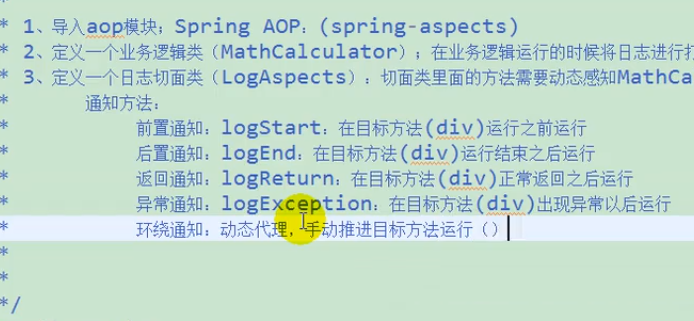 * 1、导入aop模块；Spring AOP：(spring-aspects)
* 2、定义一个业务逻辑类（MathCalculator）；在业务逻辑运行的时候将日志进行打
* 3、定义一个日志切面类（LogAspects）：切面类里面的方法需要动态感知MathCa
* 通知方法：
* 前置通知：logStart：在目标方法(div)运行之前运行
* 后置通知：logEnd：在目标方法(div)运行结束之后运行
* 返回通知：logReturn：在目标方法(div)正常返回之后运行
* 异常通知：logException：在目标方法(div)出现异常以后运行
* 环绕通知：动态代理，手动推进目标方法运行（）
*
*
*/